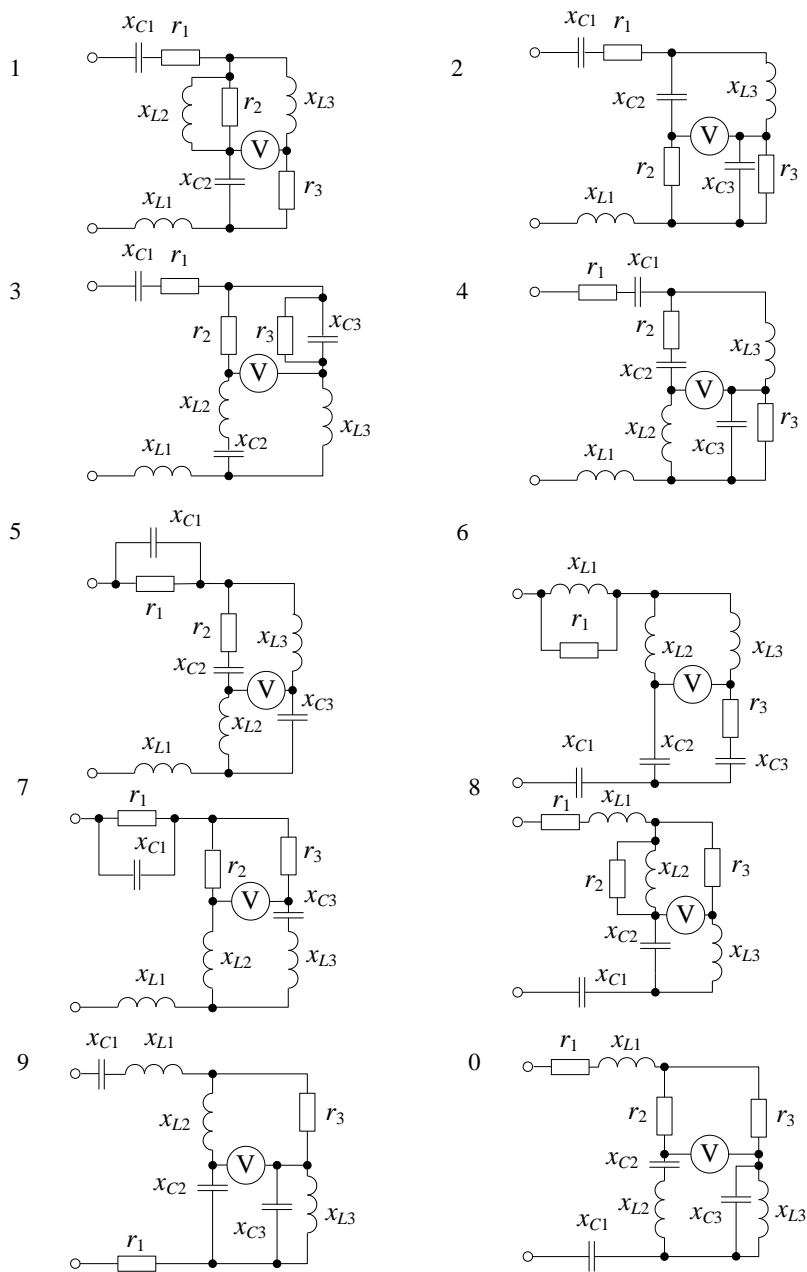 1
x_C1 r_1
x_L2 r_2 x_L3
V
x_C2 r_3
x_L1
2
x_C1 r_1
x_C2 x_L3
V
r_2 x_C3 r_3
x_L1
3
x_C1 r_1
r_2 r_3 x_C3
V
x_L2 x_L3
x_C2
x_L1
4
r_1 x_C1
r_2
x_L3
x_C2 V
x_L2 x_C3 r_3
x_L1
5
x_C1
r_1
r_2 x_L3
x_C2
V x_C3
x_L2
x_L1
6
x_L1
r_1
x_L2 x_L3
V
r_3
x_C1 x_C2 x_C3
7
r_1
x_C1
r_2 r_3
V x_C3
x_L2 x_L3
x_L1
8
r_1 x_L1
r_2 x_L2 r_3
V
x_C2 x_L3
x_C1
9
x_C1 x_L1
x_L2 r_3
V
x_C2 x_C3 x_L3
r_1
0
r_1 x_L1
r_2 r_3
V
x_C2
x_L2 x_C3 x_L3
x_C1